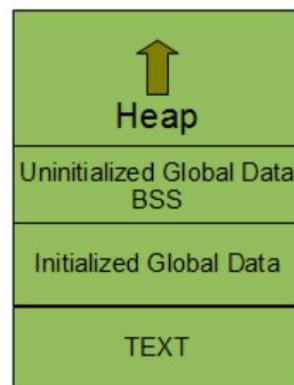 Heap
Uninitialized Global Data
BSS
Initialized Global Data
TEXT